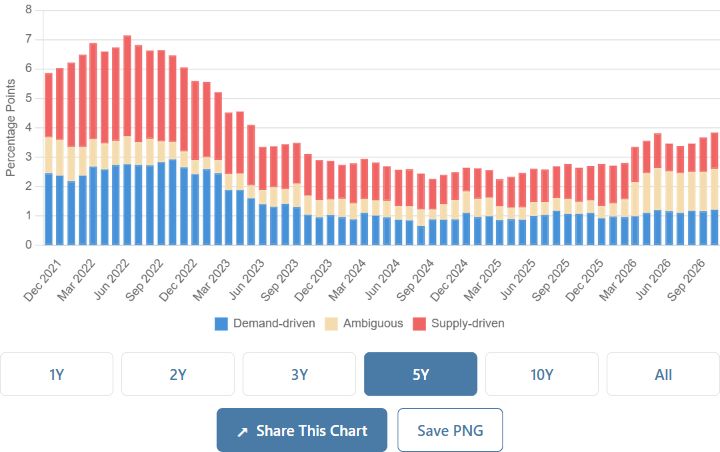 8
7
6
5
4
3
2
1
0
Percentage Points
Dec 2021 Mar 2022 Jun 2022 Sep 2022 Dec 2022 Mar 2023 Jun 2023 Sep 2023 Dec 2023 Mar 2024 Jun 2024 Sep 2024 Dec 2024 Mar 2025 Jun 2025 Sep 2025 Dec 2025 Mar 2026 Jun 2026 Sep 2026
Demand-driven Ambiguous Supply-driven
1Y 2Y 3Y 5Y 10Y All
↗ Share This Chart Save PNG